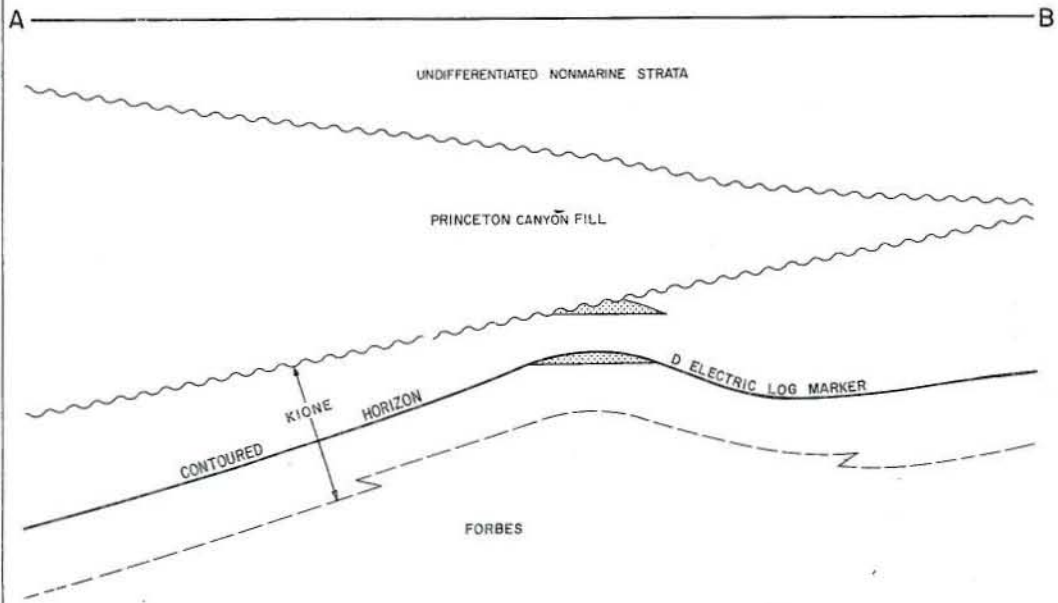 A B
UNDIFFERENTIATED NONMARINE STRATA
PRINCETON CANYON FILL
D ELECTRIC LOG MARKER
KIONE
CONTOURED HORIZON
FORBES